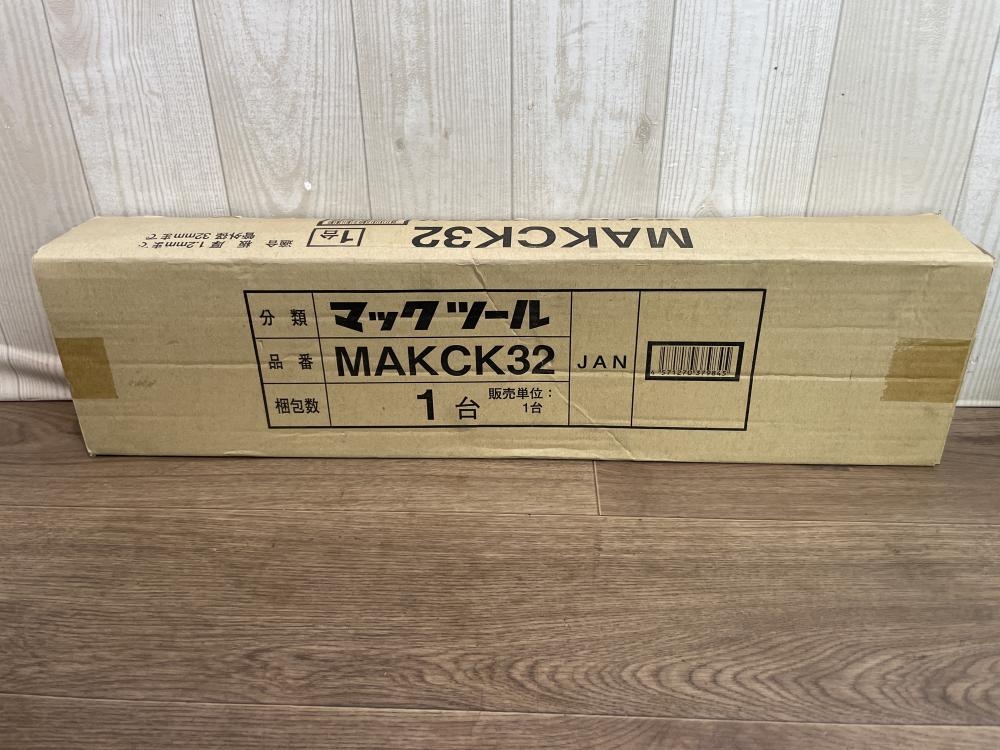 MAKCK32
1台
適合 板厚 1.2mmまで
管外径 32mmまで
分類 マックツール
品番 MAKCK32
梱包数 1台 販売単位：
1台
JAN